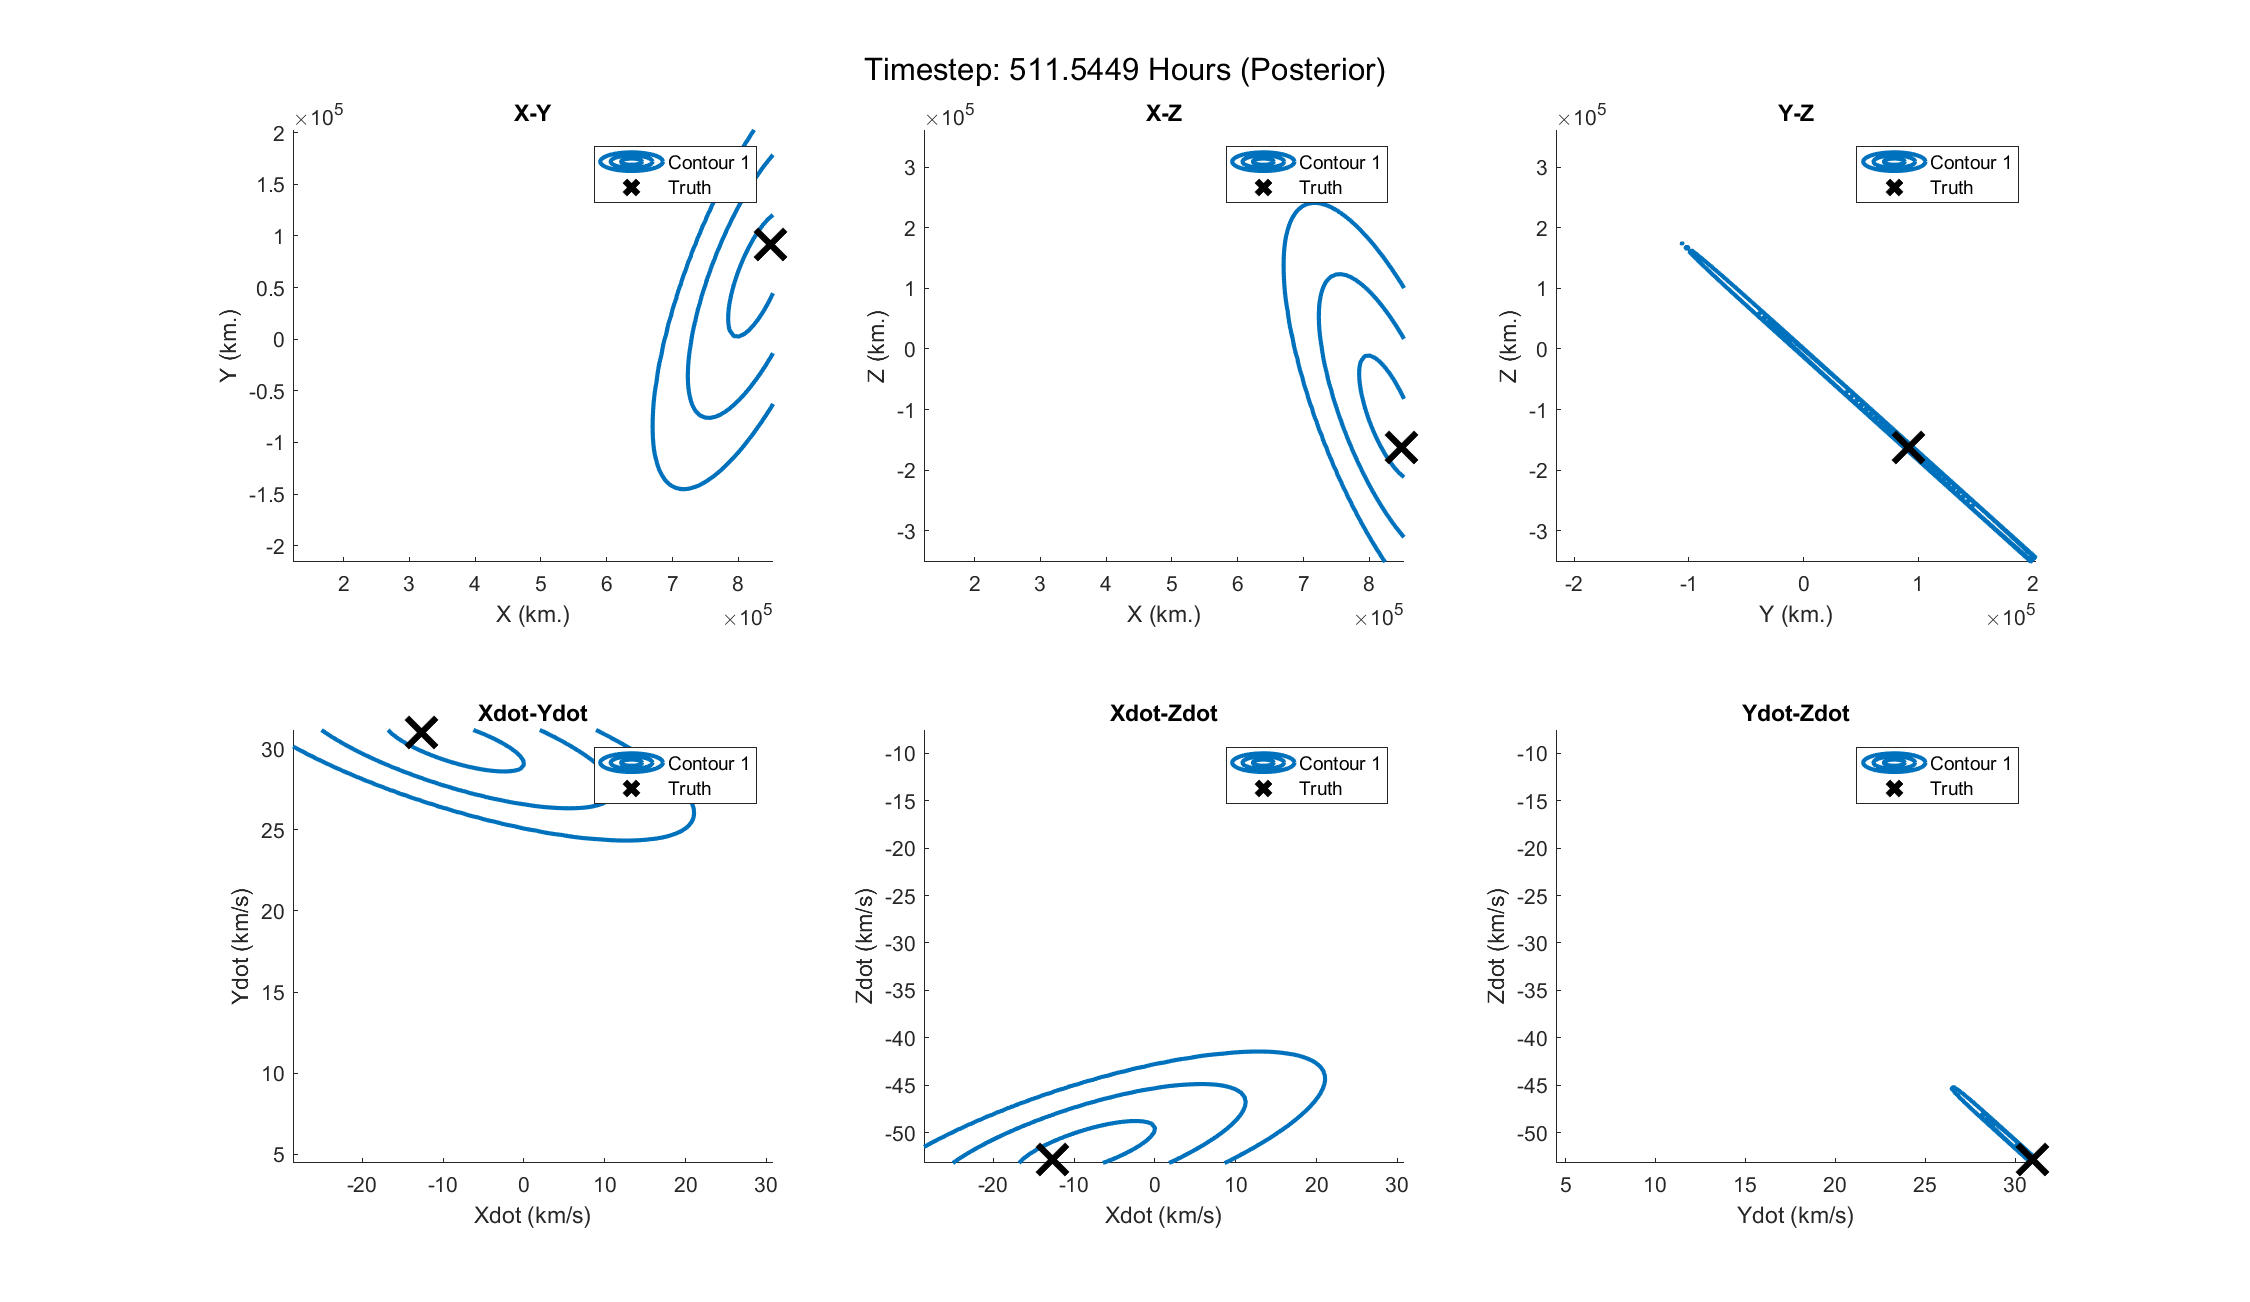 Timestep: 511.5449 Hours (Posterior)
X-Y
×10^5
2
1.5
1
0.5
0
-0.5
-1
-1.5
-2
Y (km.)
2 3 4 5 6 7 8
X (km.)
×10^5
Contour 1
Truth
X-Z
×10^5
3
2
1
0
-1
-2
-3
Z (km.)
2 3 4 5 6 7 8
X (km.)
×10^5
Contour 1
Truth
Y-Z
×10^5
3
2
1
0
-1
-2
-3
Z (km.)
-2 -1 0 1 2
Y (km.)
×10^5
Contour 1
Truth
Xdot-Ydot
30
25
20
15
10
5
Ydot (km/s)
-20 -10 0 10 20 30
Xdot (km/s)
Contour 1
Truth
Xdot-Zdot
-10
-15
-20
-25
-30
-35
-40
-45
-50
Zdot (km/s)
-20 -10 0 10 20 30
Xdot (km/s)
Contour 1
Truth
Ydot-Zdot
-10
-15
-20
-25
-30
-35
-40
-45
-50
Zdot (km/s)
5 10 15 20 25 30
Ydot (km/s)
Contour 1
Truth